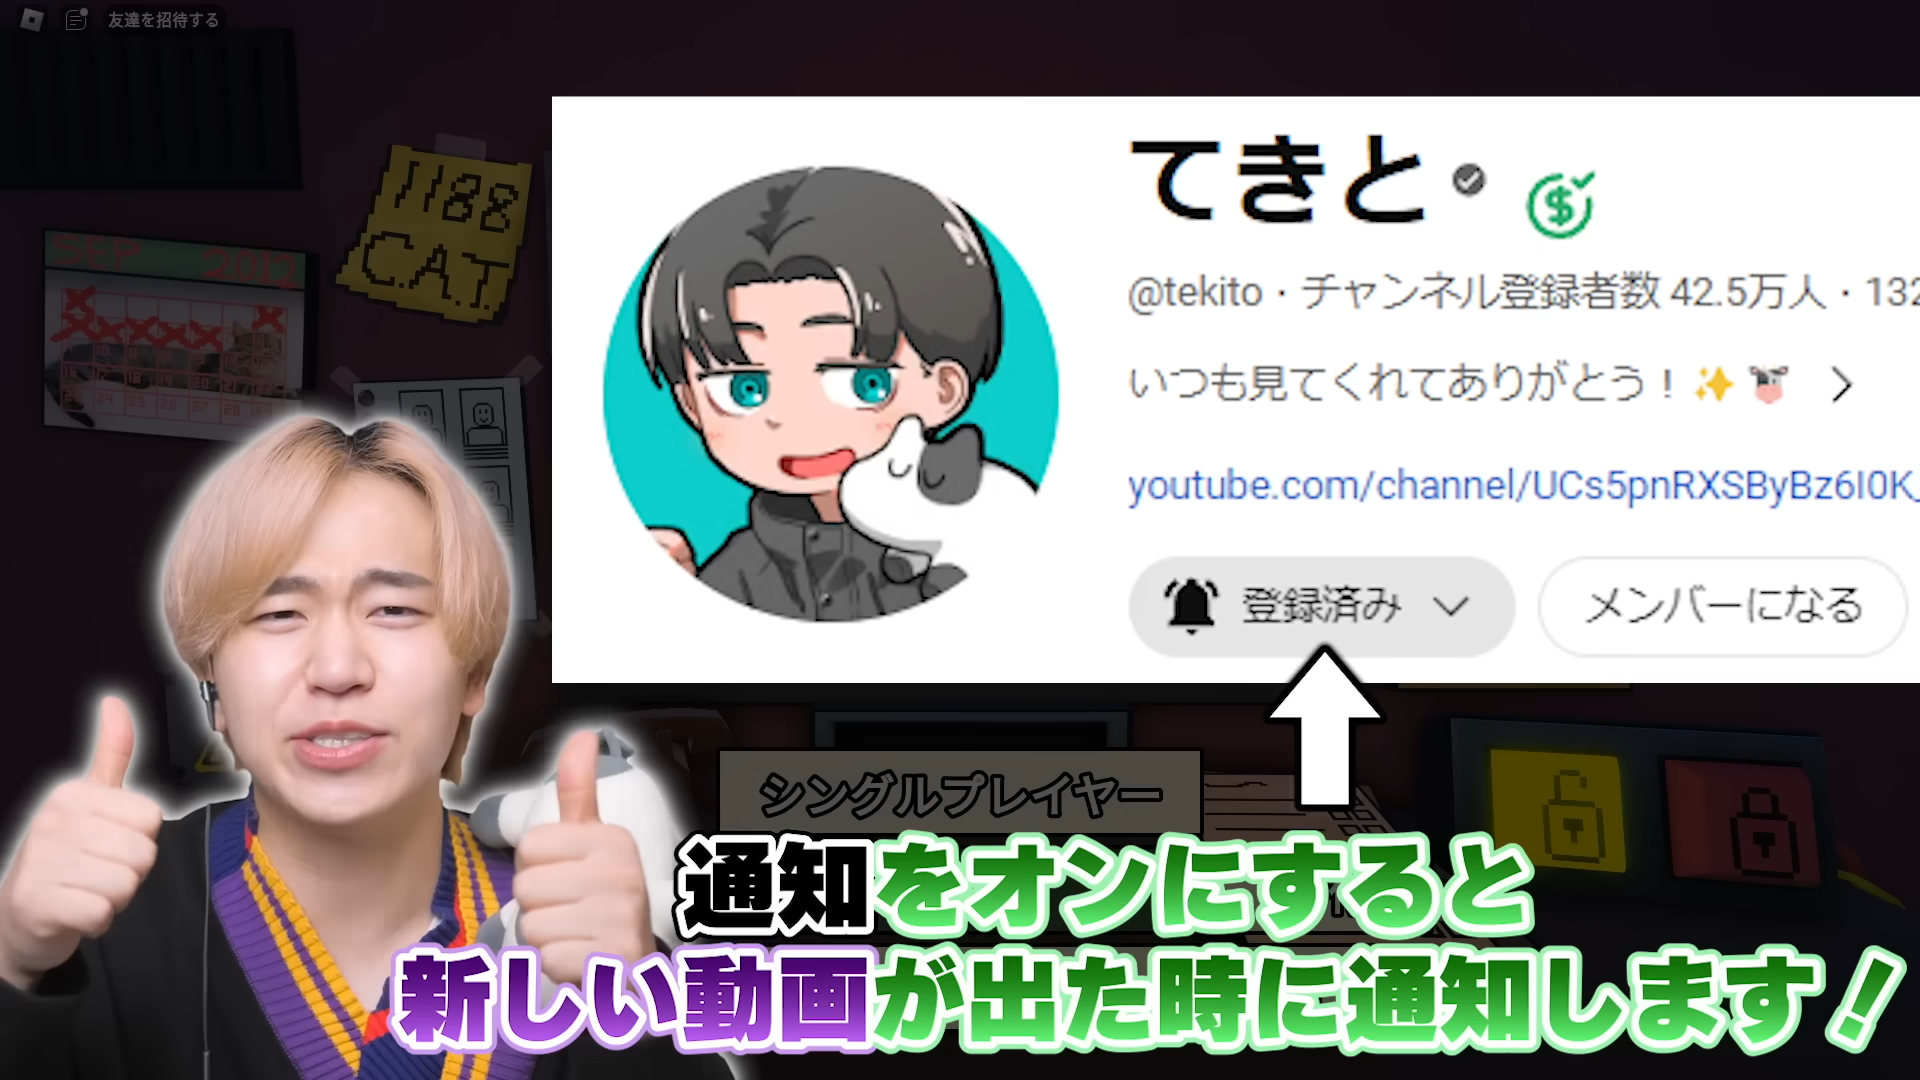 友達を招待する
1188
C.A.T.
SEP 2012
てきと
@tekito・チャンネル登録者数 42.5万人・132
いつも見てくれてありがとう！✨🐮
youtube.com/channel/UCs5pnRXSByBz6I0K_
登録済み
メンバーになる
シングルプレイヤー
通知をオンにすると
新しい動画が出た時に通知します！